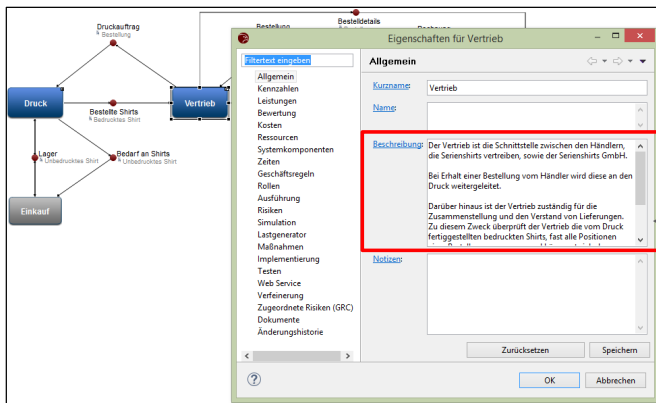 Druckauftrag
Bestellung
Bestellung
Bestelldetails
Druck
Bestellte Shirts
Bedrucktes Shirt
Vertrieb
Lager
Unbedrucktes Shirt
Bedarf an Shirts
Unbedrucktes Shirt
Einkauf
Eigenschaften für Vertrieb
Filtertext eingeben
Allgemein
Kennzahlen
Leistungen
Bewertung
Kosten
Ressourcen
Systemkomponenten
Zeiten
Geschäftsregeln
Rollen
Ausführung
Risiken
Simulation
Lastgenerator
Maßnahmen
Implementierung
Testen
Web Service
Verfeinerung
Zugeordnete Risiken (GRC)
Dokumente
Änderungshistorie
Allgemein
Kurzname: Vertrieb
Name:
Beschreibung: Der Vertrieb ist die Schnittstelle zwischen den Händlern,
die Serienshirts vertreiben, sowie der Serienshirts GmbH.
Bei Erhalt einer Bestellung vom Händler wird diese an den
Druck weitergeleitet.
Darüber hinaus ist der Vertrieb zuständig für die
Zusammenstellung und den Verstand von Lieferungen.
Zu diesem Zweck überprüft der Vertrieb die vom Druck
fertiggestellten bedruckten Shirts, fast alle Positionen
Notizen:
Zurücksetzen Speichern
OK Abbrechen